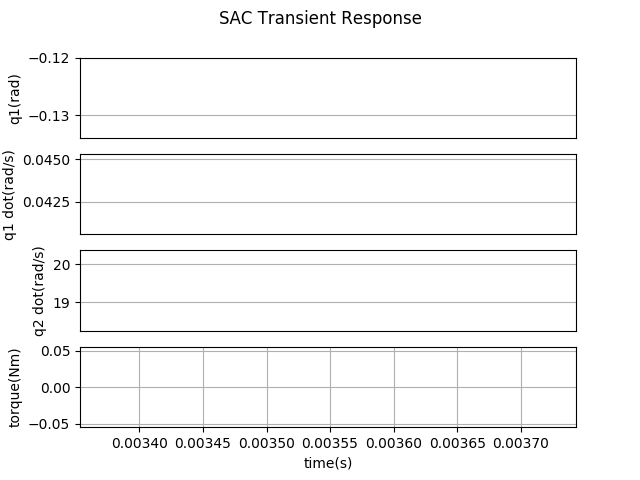 SAC Transient Response
−0.12
−0.13
q1(rad)
0.0450
0.0425
q1 dot(rad/s)
20
19
q2 dot(rad/s)
0.05
0.00
−0.05
torque(Nm)
0.00340 0.00345 0.00350 0.00355 0.00360 0.00365 0.00370
time(s)